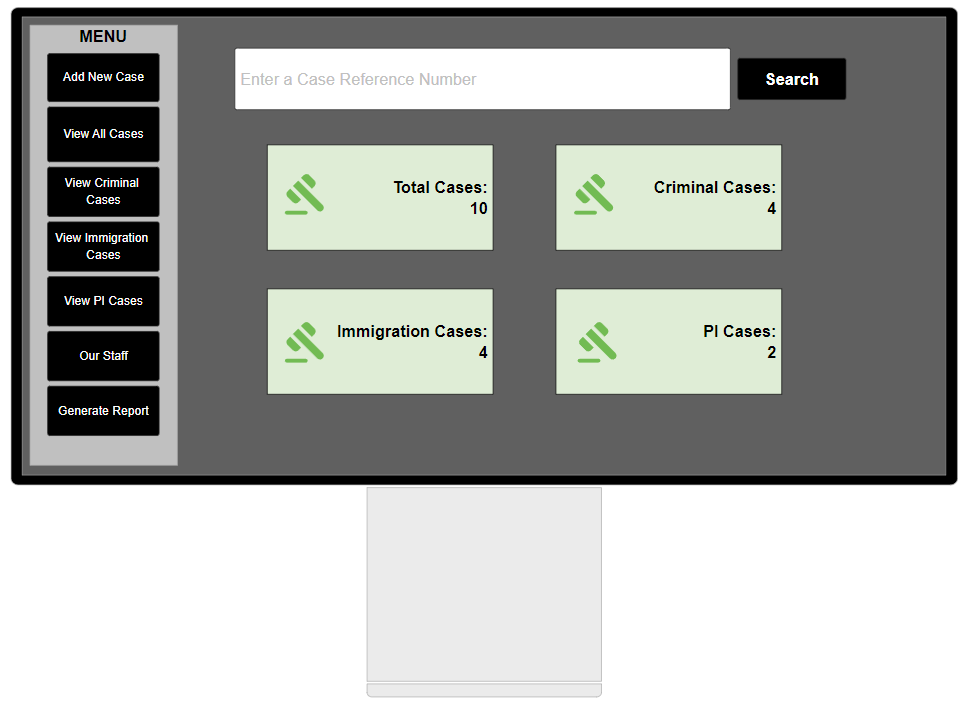 MENU
Add New Case
View All Cases
View Criminal
Cases
View Immigration
Cases
View PI Cases
Our Staff
Generate Report
Enter a Case Reference Number
Search
Total Cases:
10
Criminal Cases:
4
Immigration Cases:
4
PI Cases:
2